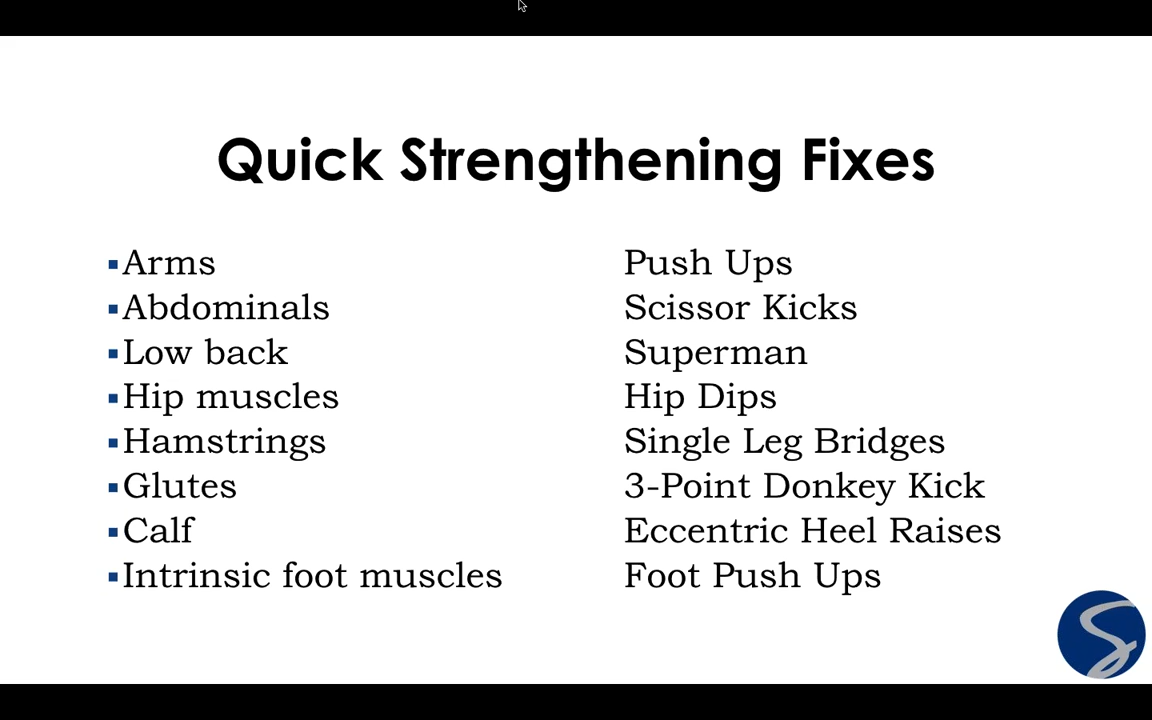 Quick Strengthening Fixes
▪Arms Push Ups
▪Abdominals Scissor Kicks
▪Low back Superman
▪Hip muscles Hip Dips
▪Hamstrings Single Leg Bridges
▪Glutes 3-Point Donkey Kick
▪Calf Eccentric Heel Raises
▪Intrinsic foot muscles Foot Push Ups